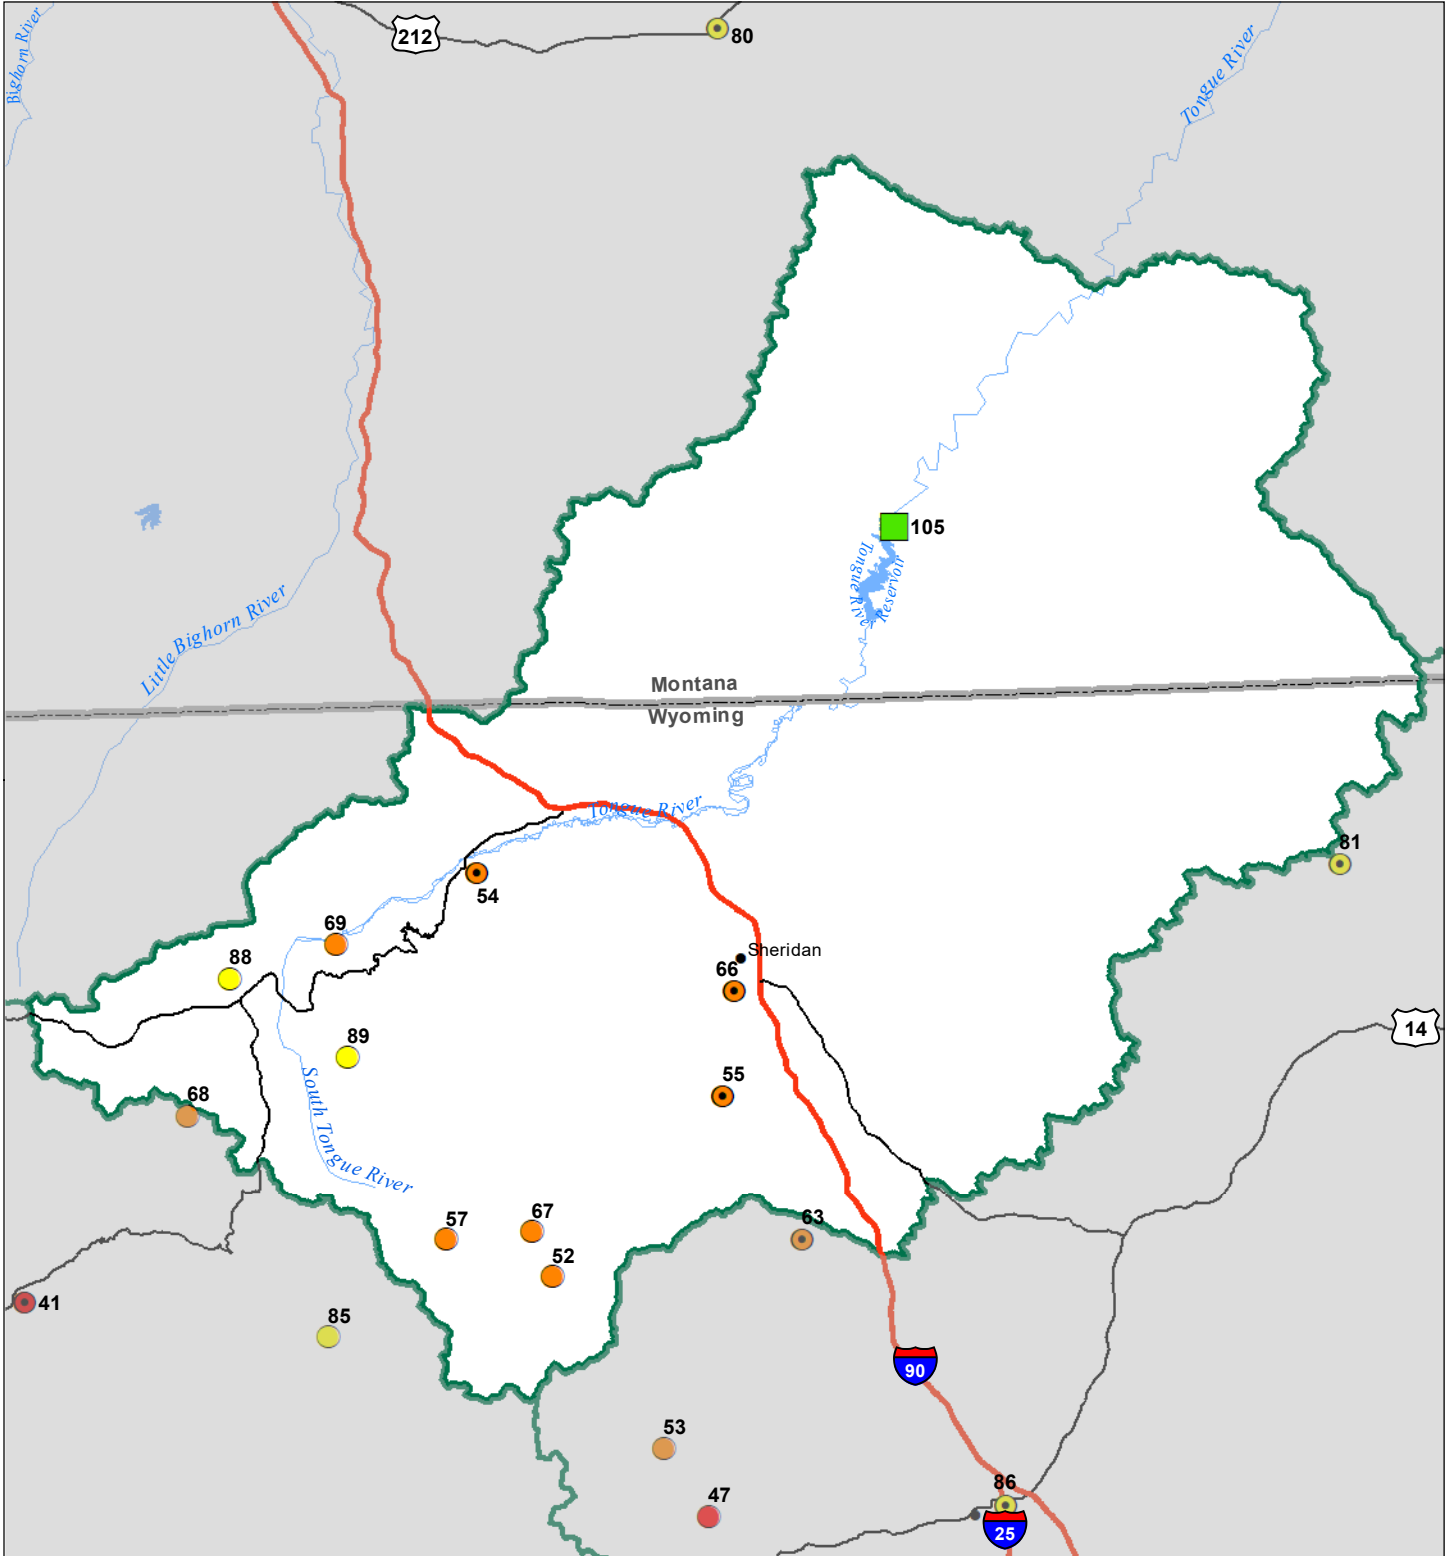 Bighorn River
212
80
Tongue River
105
Tongue River
Reservoir
Little Bighorn River
Montana
Wyoming
Tongue River
81
54
69
Sheridan
88
66
14
89
55
68
South Tongue River
57
67
63
52
41
85
90
53
86
47
25